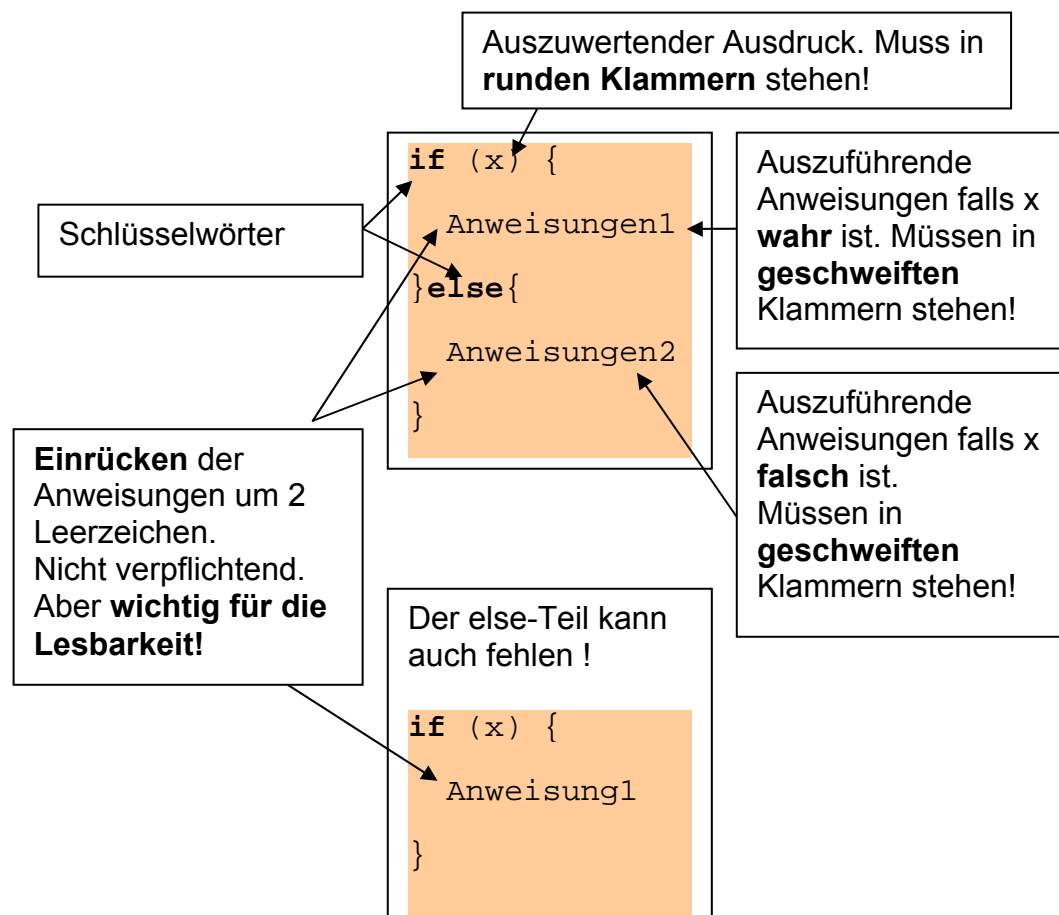 Auszuwertender Ausdruck. Muss in
runden Klammern stehen!
if (x) {
Anweisungen1
}else{
Anweisungen2
}
Schlüsselwörter
Auszuführende
Anweisungen falls x
wahr ist. Müssen in
geschweiften
Klammern stehen!
Auszuführende
Anweisungen falls x
falsch ist.
Müssen in
geschweiften
Klammern stehen!
Einrücken der
Anweisungen um 2
Leerzeichen.
Nicht verpflichtend.
Aber wichtig für die
Lesbarkeit!
Der else-Teil kann
auch fehlen !
if (x) {
Anweisung1
}